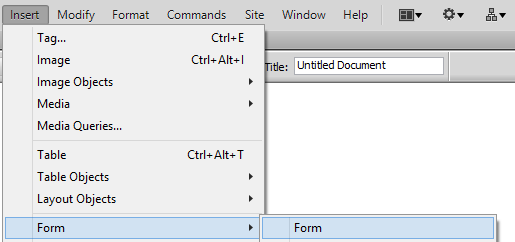 Insert Modify Format Commands Site Window Help
Tag... Ctrl+E
Image Ctrl+Alt+I
Image Objects
Media
Title: Untitled Document
Media Queries...
Table Ctrl+Alt+T
Table Objects
Layout Objects
Form Form